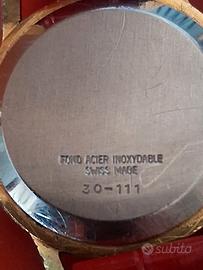 FOND ACIER INOXYDABLE
SWISS MADE
30-111
subito